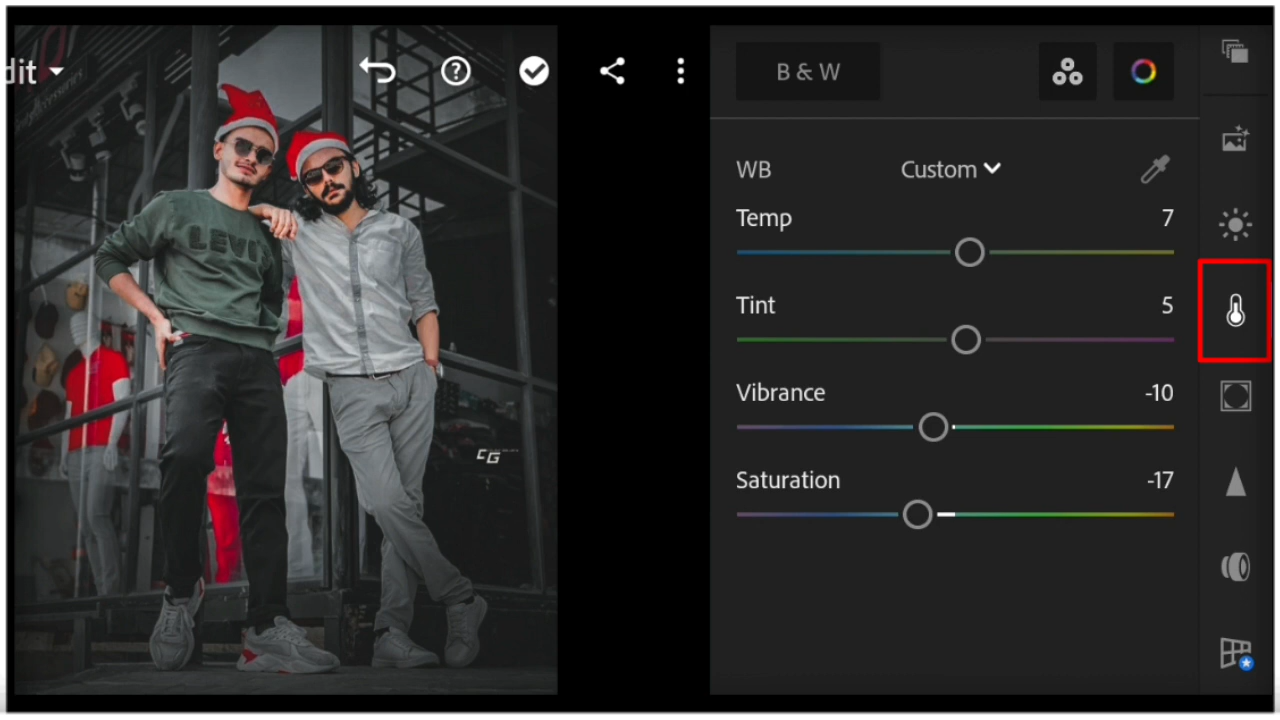 dit
B & W
WB Custom
Temp 7
Tint 5
Vibrance -10
Saturation -17
LEVI
CG